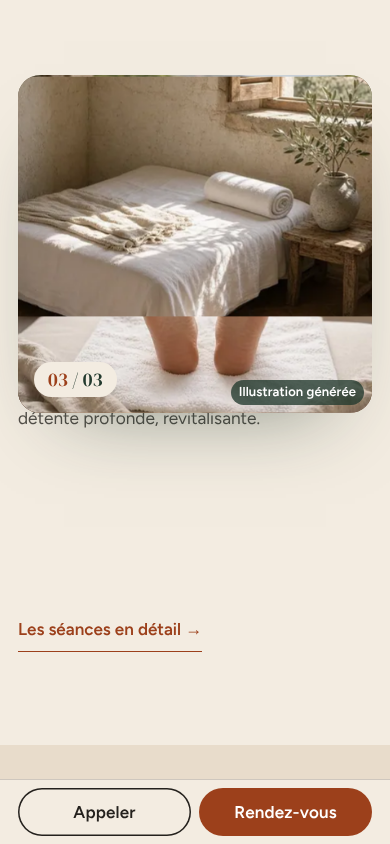 03 / 03
Illustration générée
détente profonde, revitalisante.
Les séances en détail →
Appeler
Rendez-vous